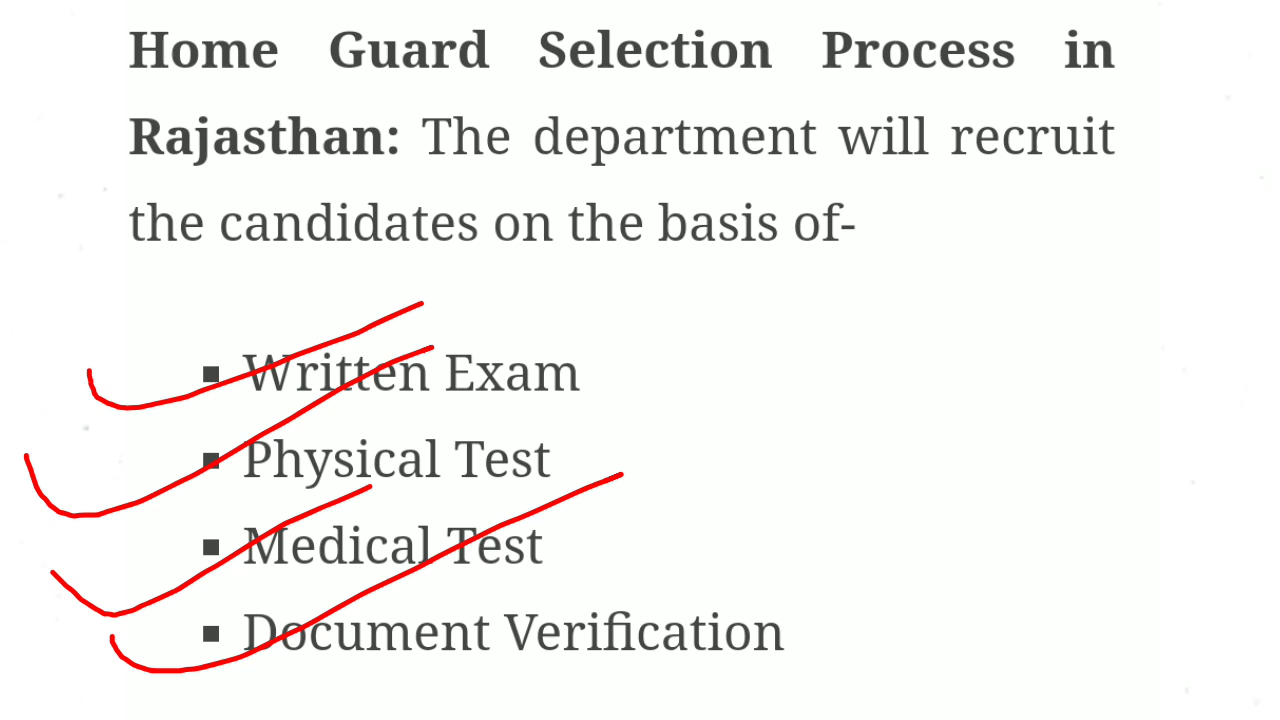 Home Guard Selection Process in
Rajasthan: The department will recruit
the candidates on the basis of-
▪ Written Exam
▪ Physical Test
▪ Medical Test
▪ Document Verification